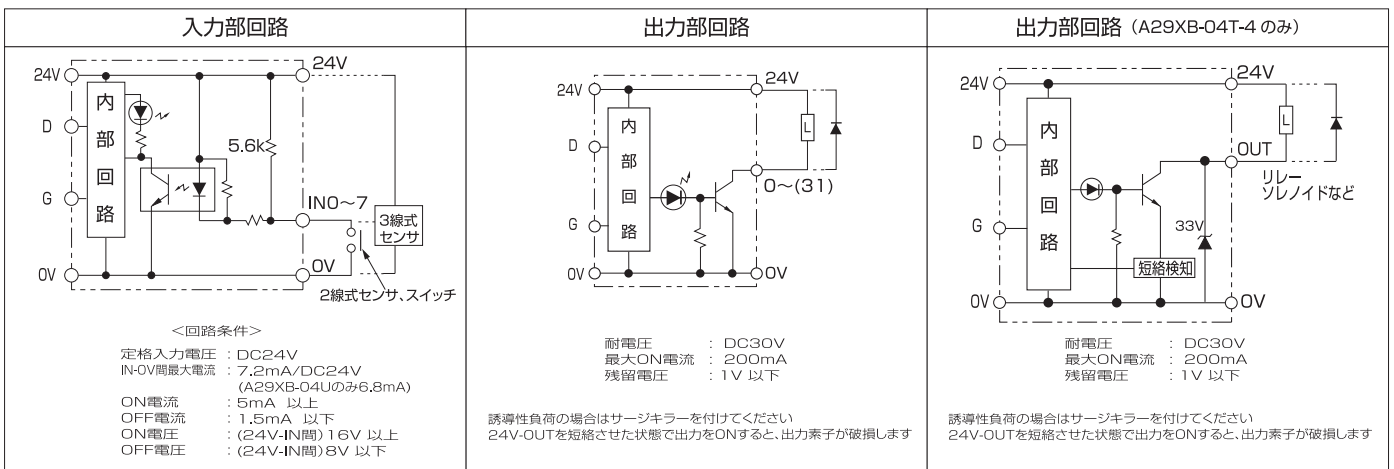 入力部回路
24V
24V
内部回路
D
5.6k
G
IN0～7
3線式
センサ
0V
0V
2線式センサ、スイッチ
＜回路条件＞
定格入力電圧 : DC24V
IN-0V間最大電流 : 7.2mA/DC24V
(A29XB-04Uのみ6.8mA)
ON電流 : 5mA 以上
OFF電流 : 1.5mA 以下
ON電圧 : (24V-IN間)16V 以上
OFF電圧 : (24V-IN間)8V 以下
出力部回路
24V
24V
内部回路
L
D
0～(31)
G
0V
0V
耐電圧 : DC30V
最大ON電流 : 200mA
残留電圧 : 1V 以下
誘導性負荷の場合はサージキラーを付けてください
24V-OUTを短絡させた状態で出力をONすると、出力素子が破損します
出力部回路（A29XB-04T-4 のみ）
24V
24V
内部回路
L
D
OUT
リレー
ソレノイドなど
G
33V
短絡検知
0V
0V
耐電圧 : DC30V
最大ON電流 : 200mA
残留電圧 : 1V 以下
誘導性負荷の場合はサージキラーを付けてください
24V-OUTを短絡させた状態で出力をONすると、出力素子が破損します